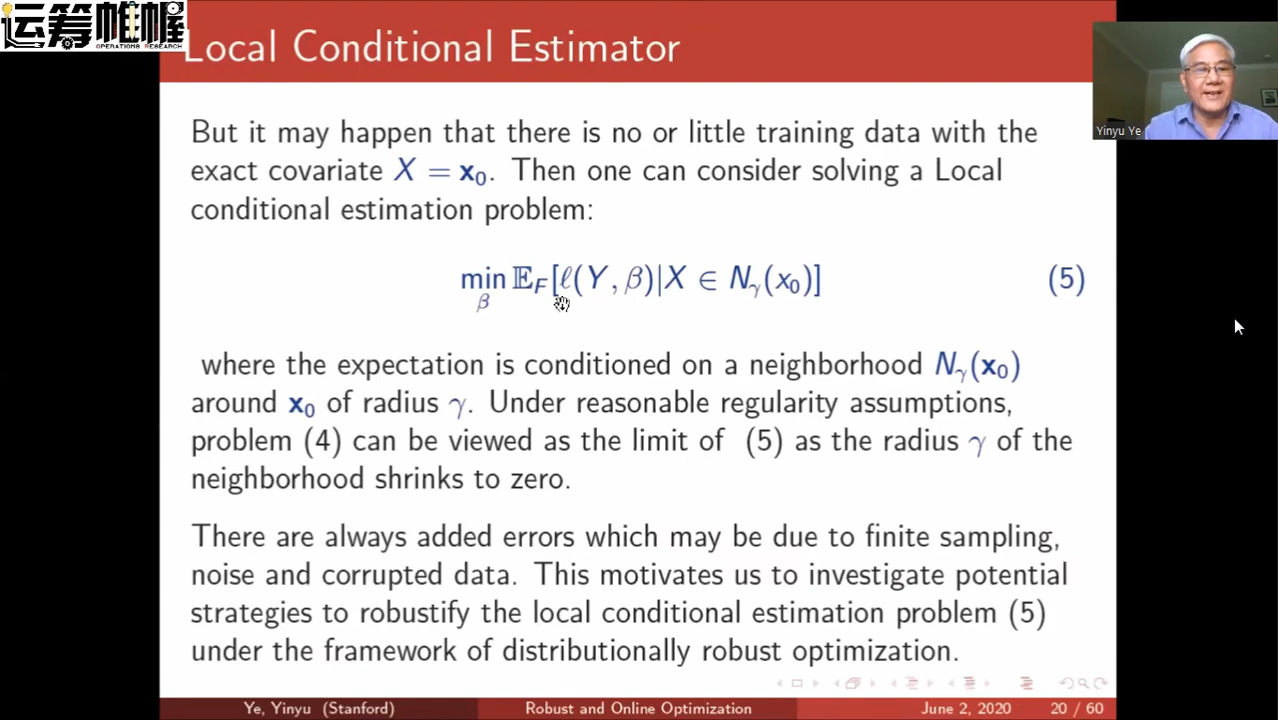 运筹帷幄
OPERATIONS RESEARCH
Local Conditional Estimator
Yinyu Ye
But it may happen that there is no or little training data with the
exact covariate X = x₀. Then one can consider solving a Local
conditional estimation problem:
min_β 𝔼_F[ℓ(Y, β)|X ∈ N_γ(x₀)] (5)
where the expectation is conditioned on a neighborhood N_γ(x₀)
around x₀ of radius γ. Under reasonable regularity assumptions,
problem (4) can be viewed as the limit of (5) as the radius γ of the
neighborhood shrinks to zero.
There are always added errors which may be due to finite sampling,
noise and corrupted data. This motivates us to investigate potential
strategies to robustify the local conditional estimation problem (5)
under the framework of distributionally robust optimization.
Ye, Yinyu (Stanford) Robust and Online Optimization June 2, 2020 20 / 60